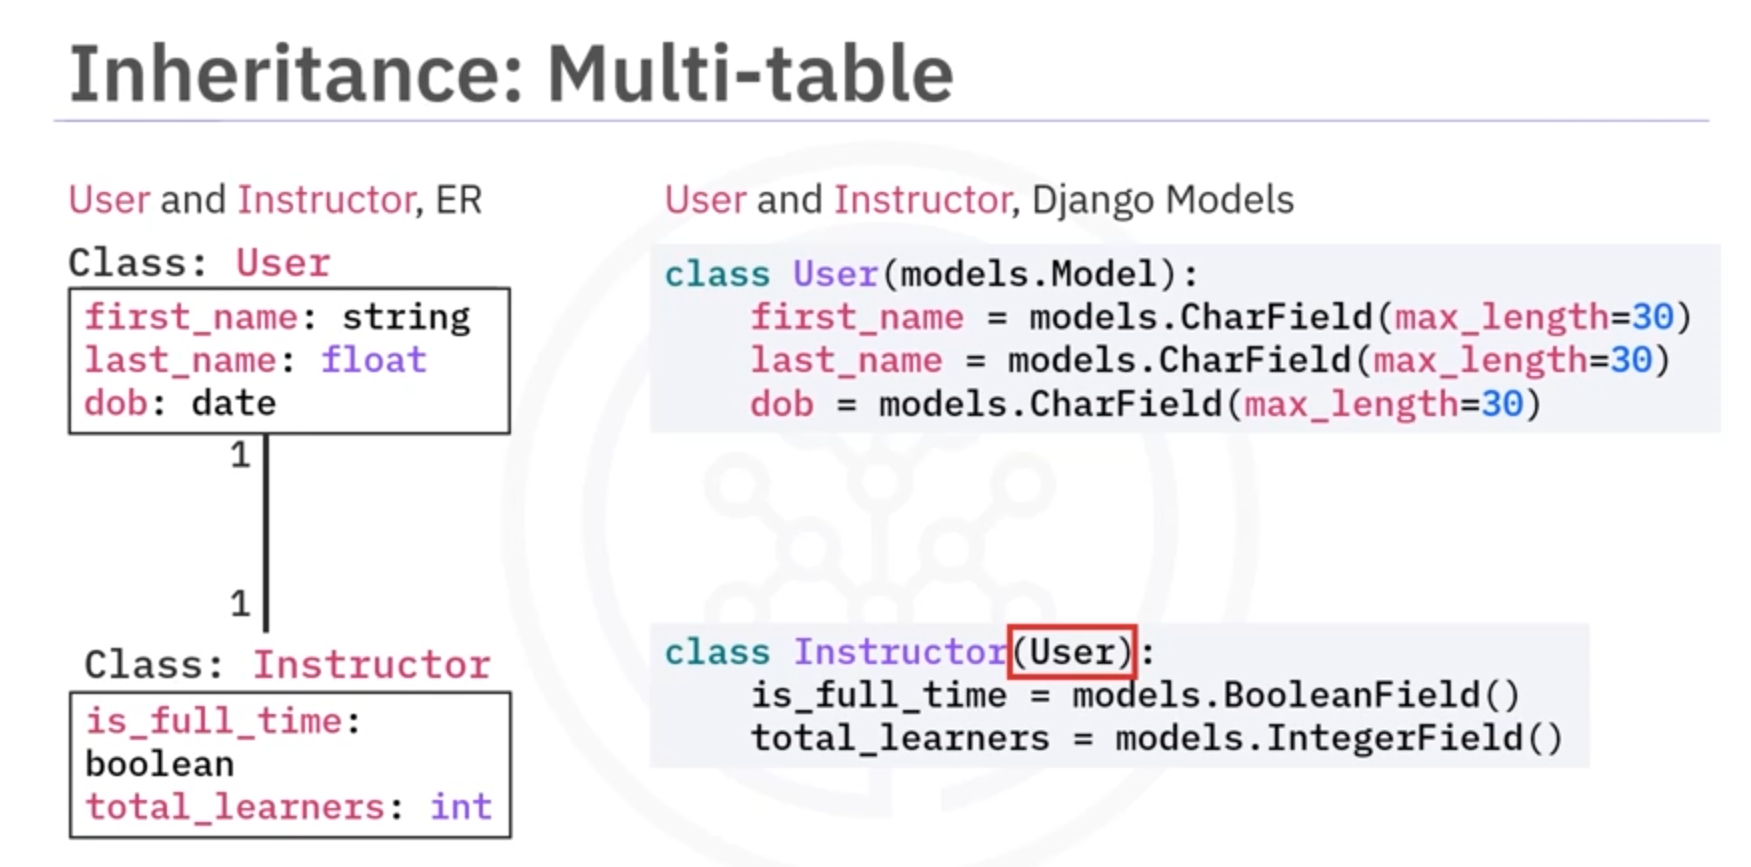 Inheritance: Multi-table
User and Instructor, ER
Class: User
first_name: string
last_name: float
dob: date
1
1
Class: Instructor
is_full_time:
boolean
total_learners: int
User and Instructor, Django Models
class User(models.Model):
    first_name = models.CharField(max_length=30)
    last_name = models.CharField(max_length=30)
    dob = models.CharField(max_length=30)
class Instructor(User):
    is_full_time = models.BooleanField()
    total_learners = models.IntegerField()